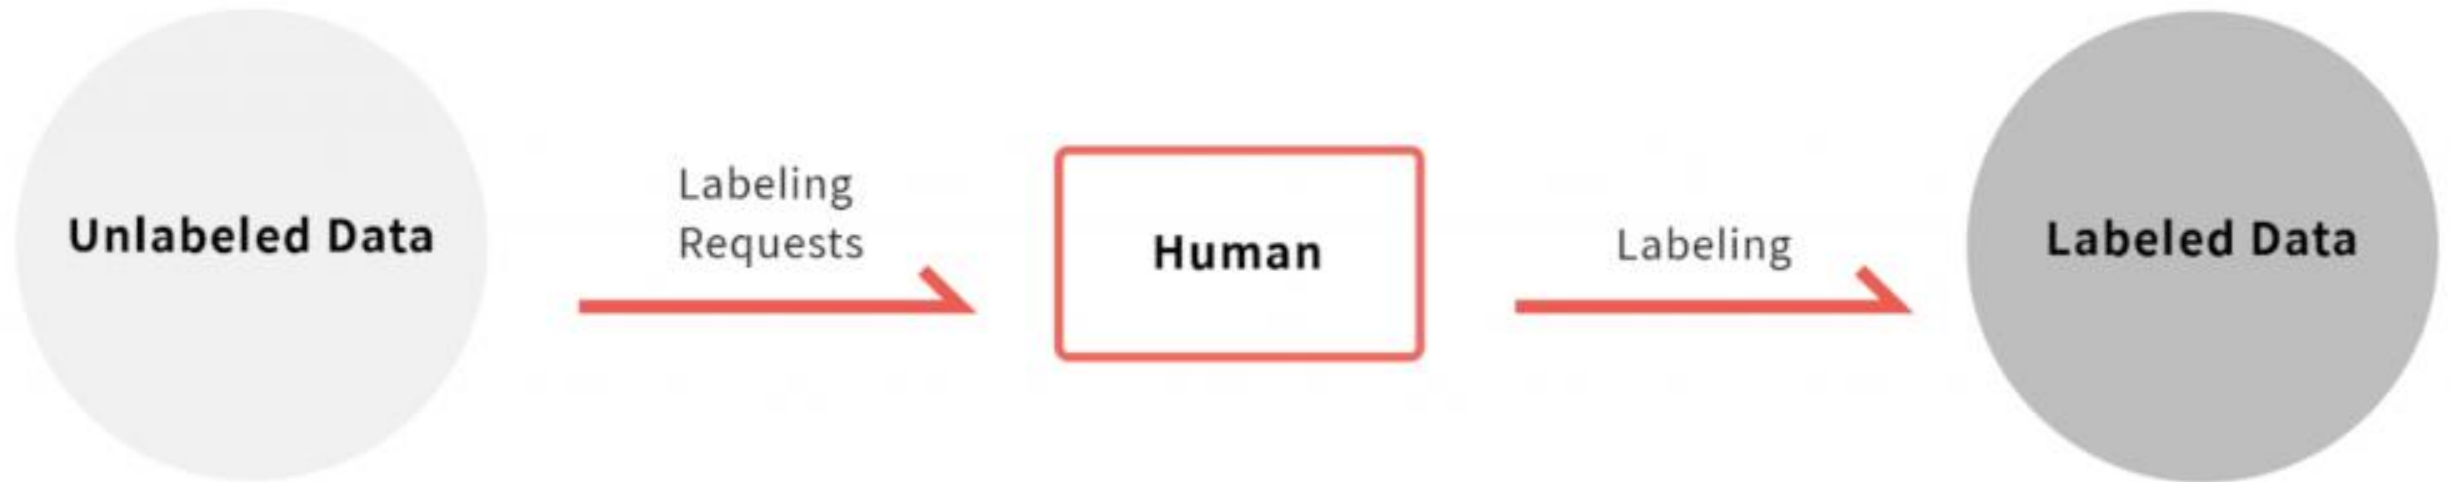 Unlabeled Data
Labeling
Requests
Human
Labeling
Labeled Data